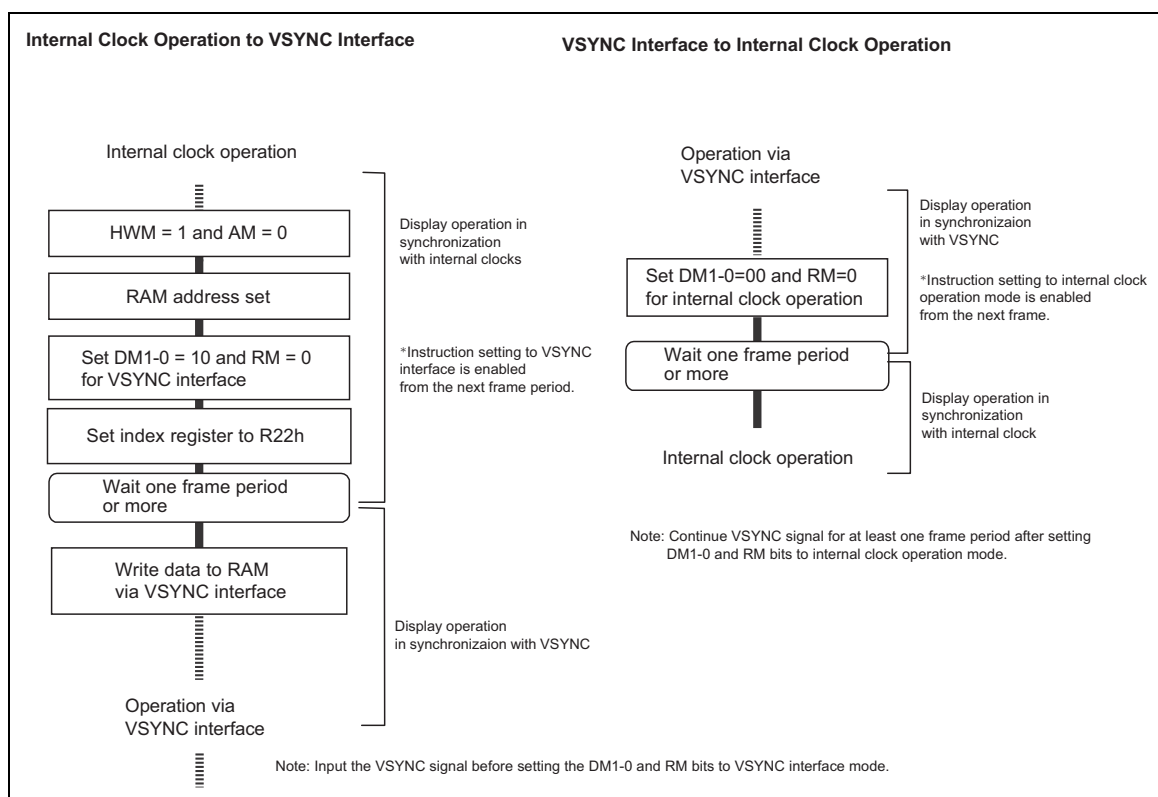 Internal Clock Operation to VSYNC Interface
Internal clock operation
HWM = 1 and AM = 0
RAM address set
Set DM1-0 = 10 and RM = 0
for VSYNC interface
Set index register to R22h
Wait one frame period
or more
Write data to RAM
via VSYNC interface
Operation via
VSYNC interface
Display operation in
synchronization
with internal clocks
*Instruction setting to VSYNC
interface is enabled
from the next frame period.
Display operation
in synchronizaion with VSYNC
Note: Input the VSYNC signal before setting the DM1-0 and RM bits to VSYNC interface mode.
VSYNC Interface to Internal Clock Operation
Operation via
VSYNC interface
Set DM1-0=00 and RM=0
for internal clock operation
Wait one frame period
or more
Internal clock operation
Display operation
in synchronizaion
with VSYNC
*Instruction setting to internal clock
operation mode is enabled
from the next frame.
Display operation in
synchronization
with internal clock
Note: Continue VSYNC signal for at least one frame period after setting
DM1-0 and RM bits to internal clock operation mode.